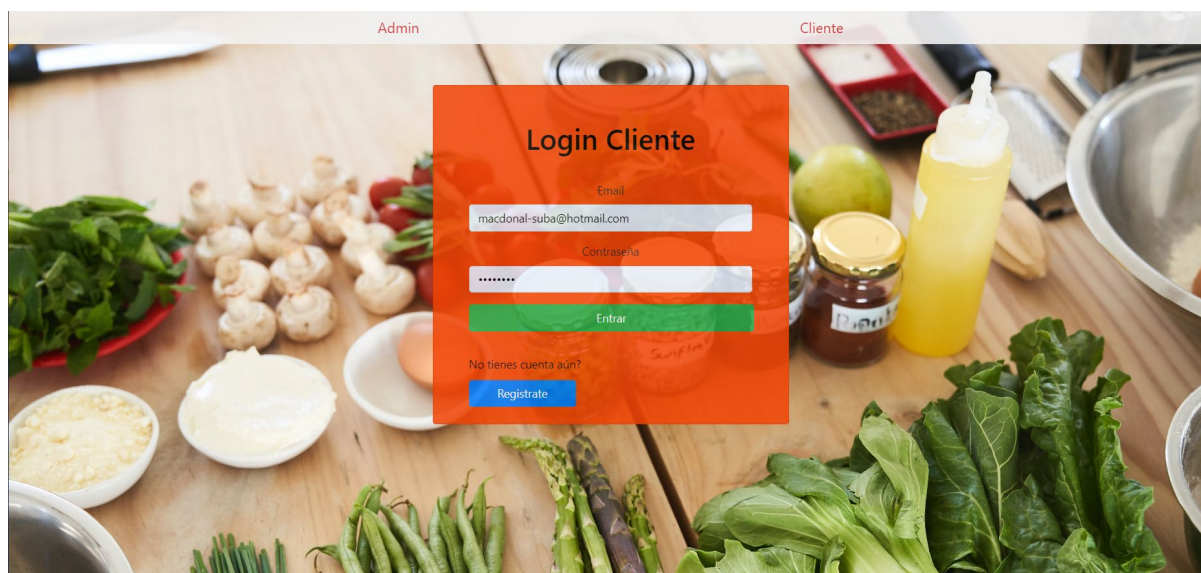 Admin
Cliente
Login Cliente
Email
macdonal-suba@hotmail.com
Contraseña
••••••••
Entrar
No tienes cuenta aún?
Registrate